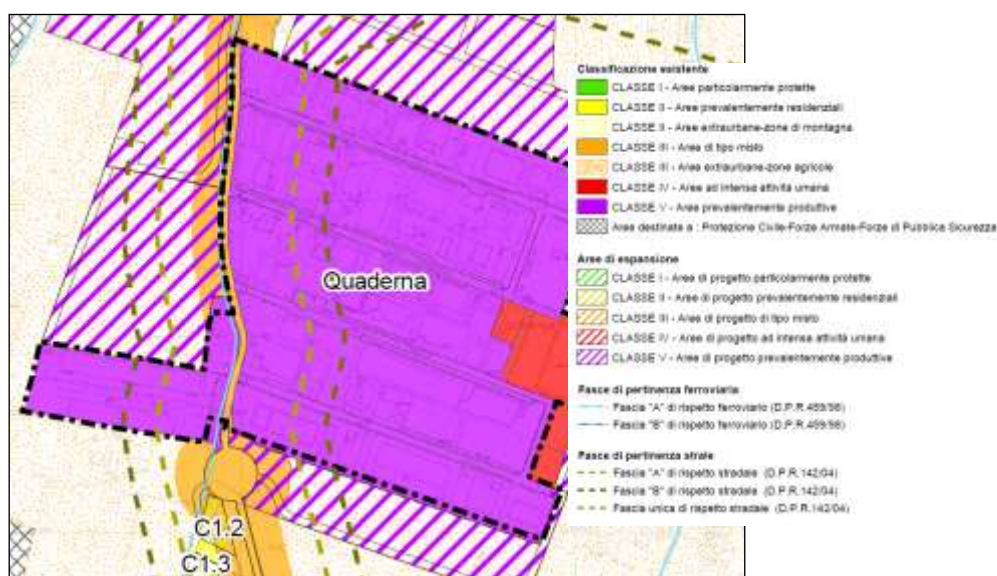 Quaderna
C1.2
C1.3
Classificazione esistente
CLASSE I - Aree particolarmente protette
CLASSE II - Aree prevalentemente residenziali
CLASSE II - Aree extraurbane-zone di montagna
CLASSE III - Aree di tipo misto
CLASSE III - Aree extraurbane-zone agricole
CLASSE IV - Aree ad intensa attività umana
CLASSE V - Aree prevalentemente produttive
Aree destinate a : Protezione Civile-Forze Armate-Forze di Pubblica Sicurezza
Aree di espansione
CLASSE I - Aree di progetto particolarmente protette
CLASSE II - Aree di progetto prevalentemente residenziali
CLASSE III - Aree di progetto di tipo misto
CLASSE IV - Aree di progetto ad intensa attività umana
CLASSE V - Aree di progetto prevalentemente produttive
Fasce di pertinenza ferroviaria
Fascia "A" di rispetto ferroviario (D.P.R.459/98)
Fascia "B" di rispetto ferroviario (D.P.R.459/98)
Fasce di pertinenza strale
Fascia "A" di rispetto stradale (D.P.R.142/04)
Fascia "B" di rispetto stradale (D.P.R.142/04)
Fascia unica di rispetto stradale (D.P.R.142/04)